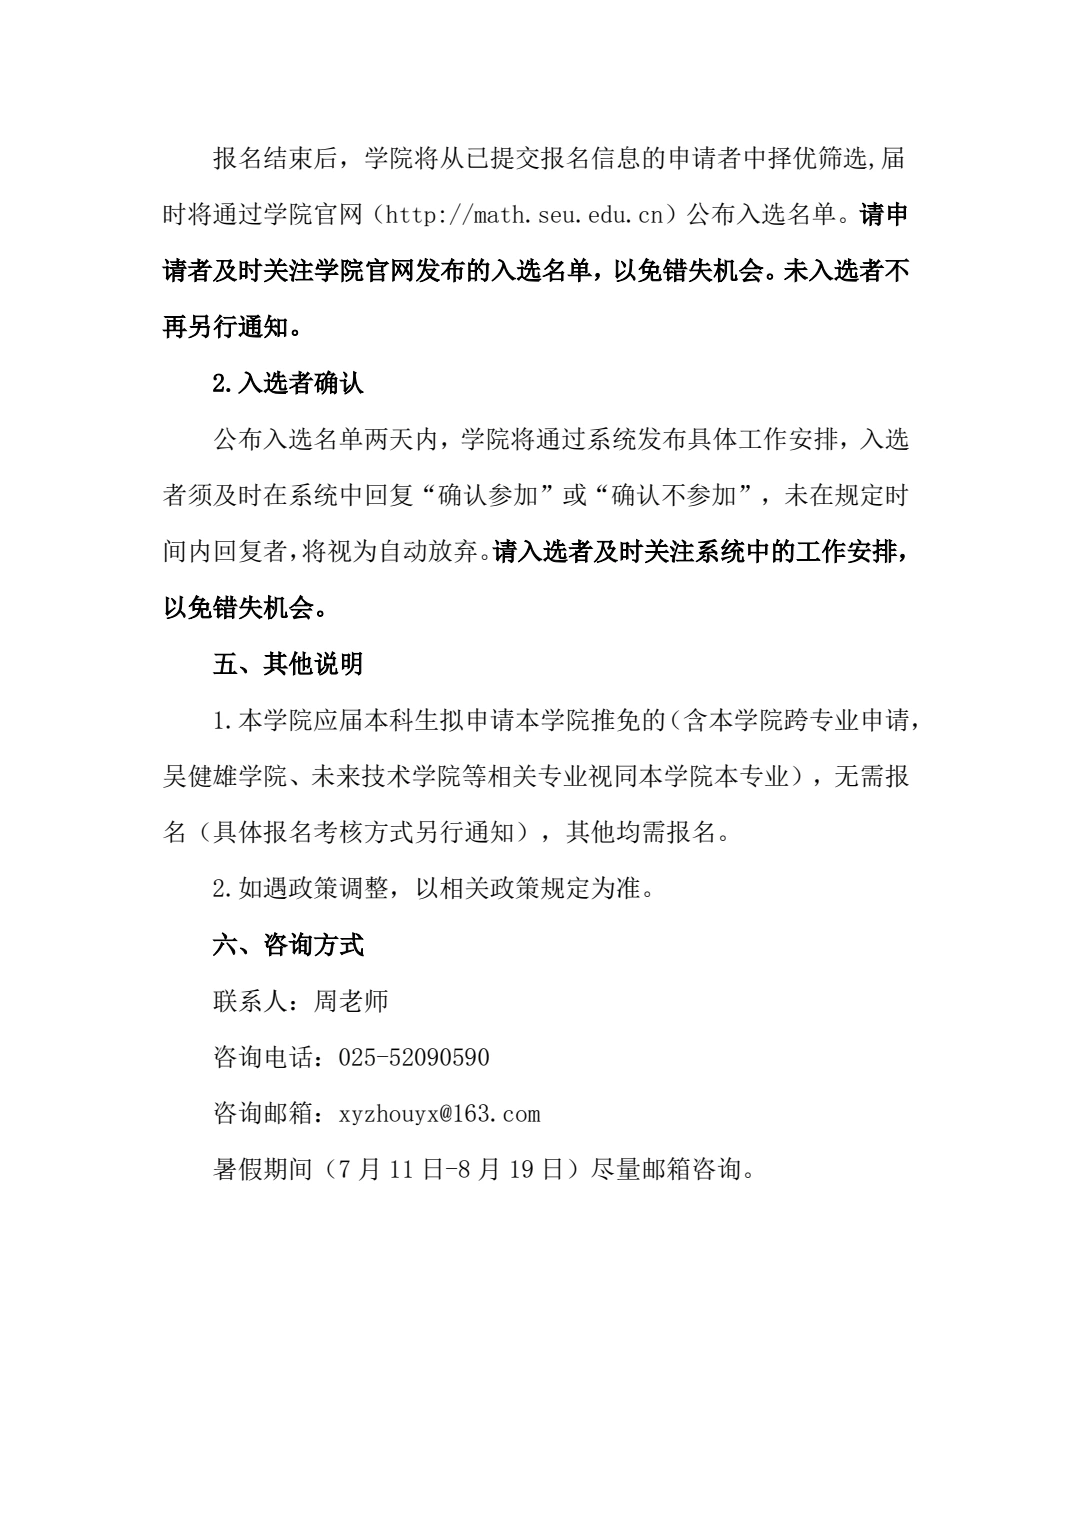 报名结束后，学院将从已提交报名信息的申请者中择优筛选,届
时将通过学院官网（http://math.seu.edu.cn）公布入选名单。请申
请者及时关注学院官网发布的入选名单，以免错失机会。未入选者不
再另行通知。
2.入选者确认
公布入选名单两天内，学院将通过系统发布具体工作安排，入选
者须及时在系统中回复“确认参加”或“确认不参加”，未在规定时
间内回复者，将视为自动放弃。请入选者及时关注系统中的工作安排，
以免错失机会。
五、其他说明
1.本学院应届本科生拟申请本学院推免的（含本学院跨专业申请，
吴健雄学院、未来技术学院等相关专业视同本学院本专业），无需报
名（具体报名考核方式另行通知），其他均需报名。
2.如遇政策调整，以相关政策规定为准。
六、咨询方式
联系人：周老师
咨询电话：025-52090590
咨询邮箱：xyzhouyx@163.com
暑假期间（7 月 11 日-8 月 19 日）尽量邮箱咨询。